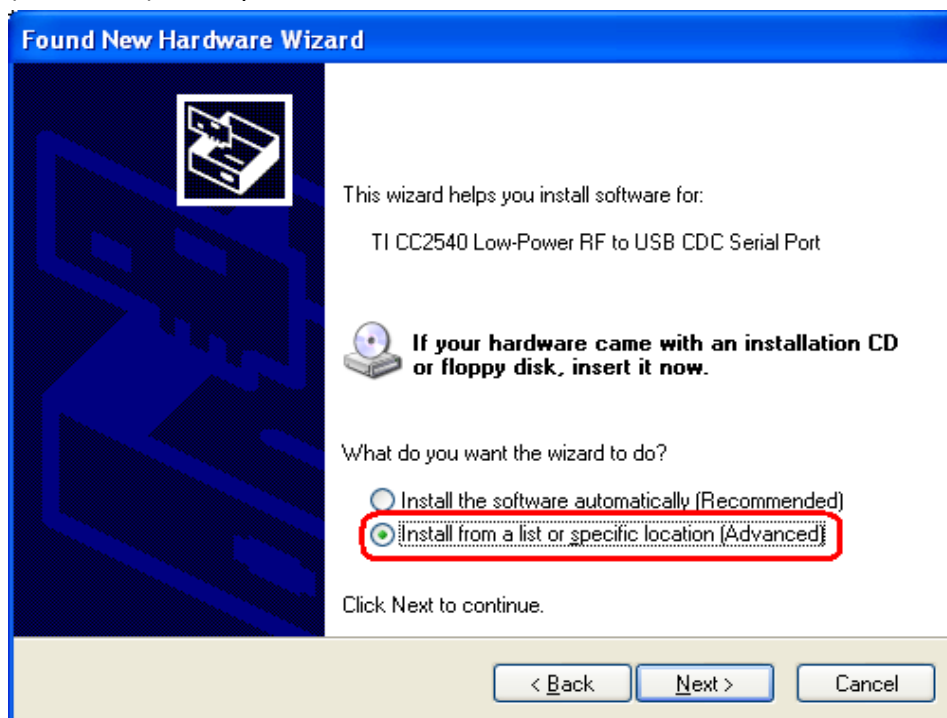 Found New Hardware Wizard
This wizard helps you install software for:
TI CC2540 Low-Power RF to USB CDC Serial Port
If your hardware came with an installation CD
or floppy disk, insert it now.
What do you want the wizard to do?
Install the software automatically (Recommended)
Install from a list or specific location (Advanced)
Click Next to continue.
< Back Next > Cancel